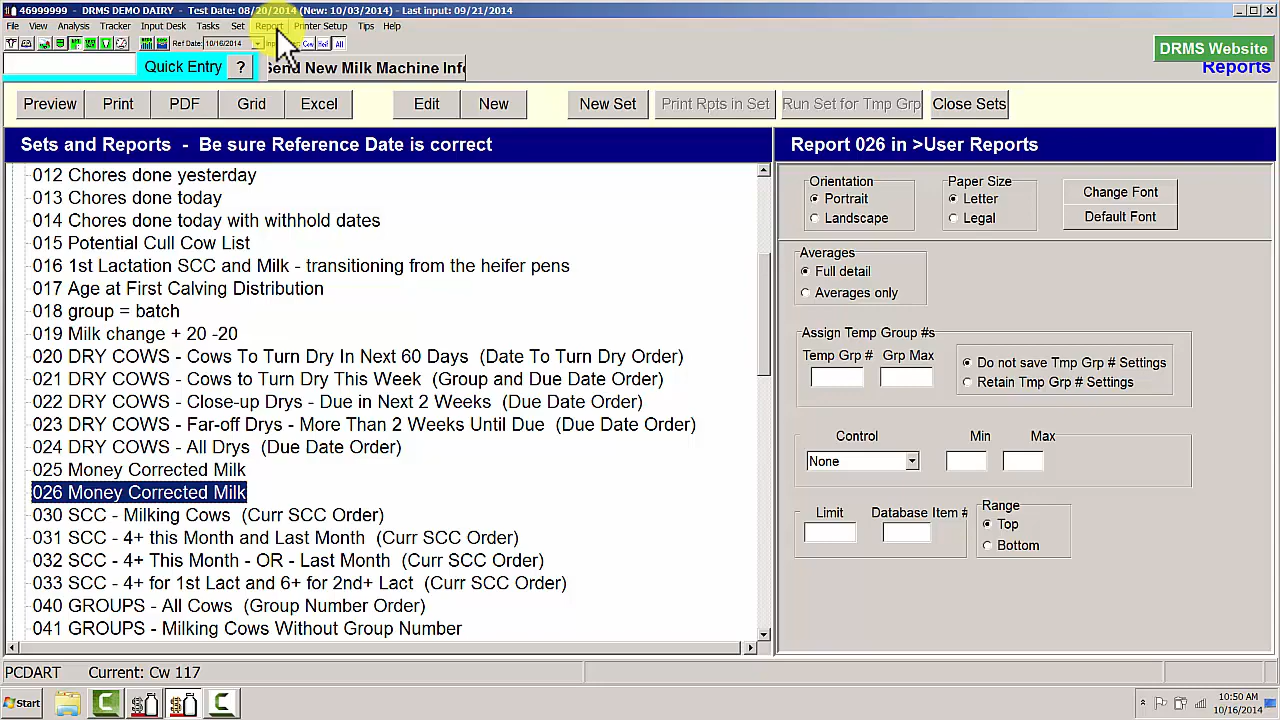 46999999 - DRMS DEMO DAIRY - Test Date: 08/20/2014 (New: 10/03/2014) - Last input: 09/21/2014
File View Analysis Tracker Input Desk Tasks Set Report Printer Setup Tips Help
Ref Date: 10/16/2014 Cow Heif All
DRMS Website
Quick Entry ? Send New Milk Machine Info
Reports
Preview Print PDF Grid Excel Edit New New Set Print Rpts in Set Run Set for Tmp Grp Close Sets
Sets and Reports - Be sure Reference Date is correct
012 Chores done yesterday
013 Chores done today
014 Chores done today with withhold dates
015 Potential Cull Cow List
016 1st Lactation SCC and Milk - transitioning from the heifer pens
017 Age at First Calving Distribution
018 group = batch
019 Milk change + 20 -20
020 DRY COWS - Cows To Turn Dry In Next 60 Days (Date To Turn Dry Order)
021 DRY COWS - Cows to Turn Dry This Week (Group and Due Date Order)
022 DRY COWS - Close-up Drys - Due in Next 2 Weeks (Due Date Order)
023 DRY COWS - Far-off Drys - More Than 2 Weeks Until Due (Due Date Order)
024 DRY COWS - All Drys (Due Date Order)
025 Money Corrected Milk
026 Money Corrected Milk
030 SCC - Milking Cows (Curr SCC Order)
031 SCC - 4+ this Month and Last Month (Curr SCC Order)
032 SCC - 4+ This Month - OR - Last Month (Curr SCC Order)
033 SCC - 4+ for 1st Lact and 6+ for 2nd+ Lact (Curr SCC Order)
040 GROUPS - All Cows (Group Number Order)
041 GROUPS - Milking Cows Without Group Number
Report 026 in >User Reports
Orientation
Portrait
Landscape
Paper Size
Letter
Legal
Change Font
Default Font
Averages
Full detail
Averages only
Assign Temp Group #s
Temp Grp # Grp Max
Do not save Tmp Grp # Settings
Retain Tmp Grp # Settings
Control Min Max
None
Limit Database Item #
Range
Top
Bottom
PCDART Current: Cw 117
Start
10:50 AM
10/16/2014